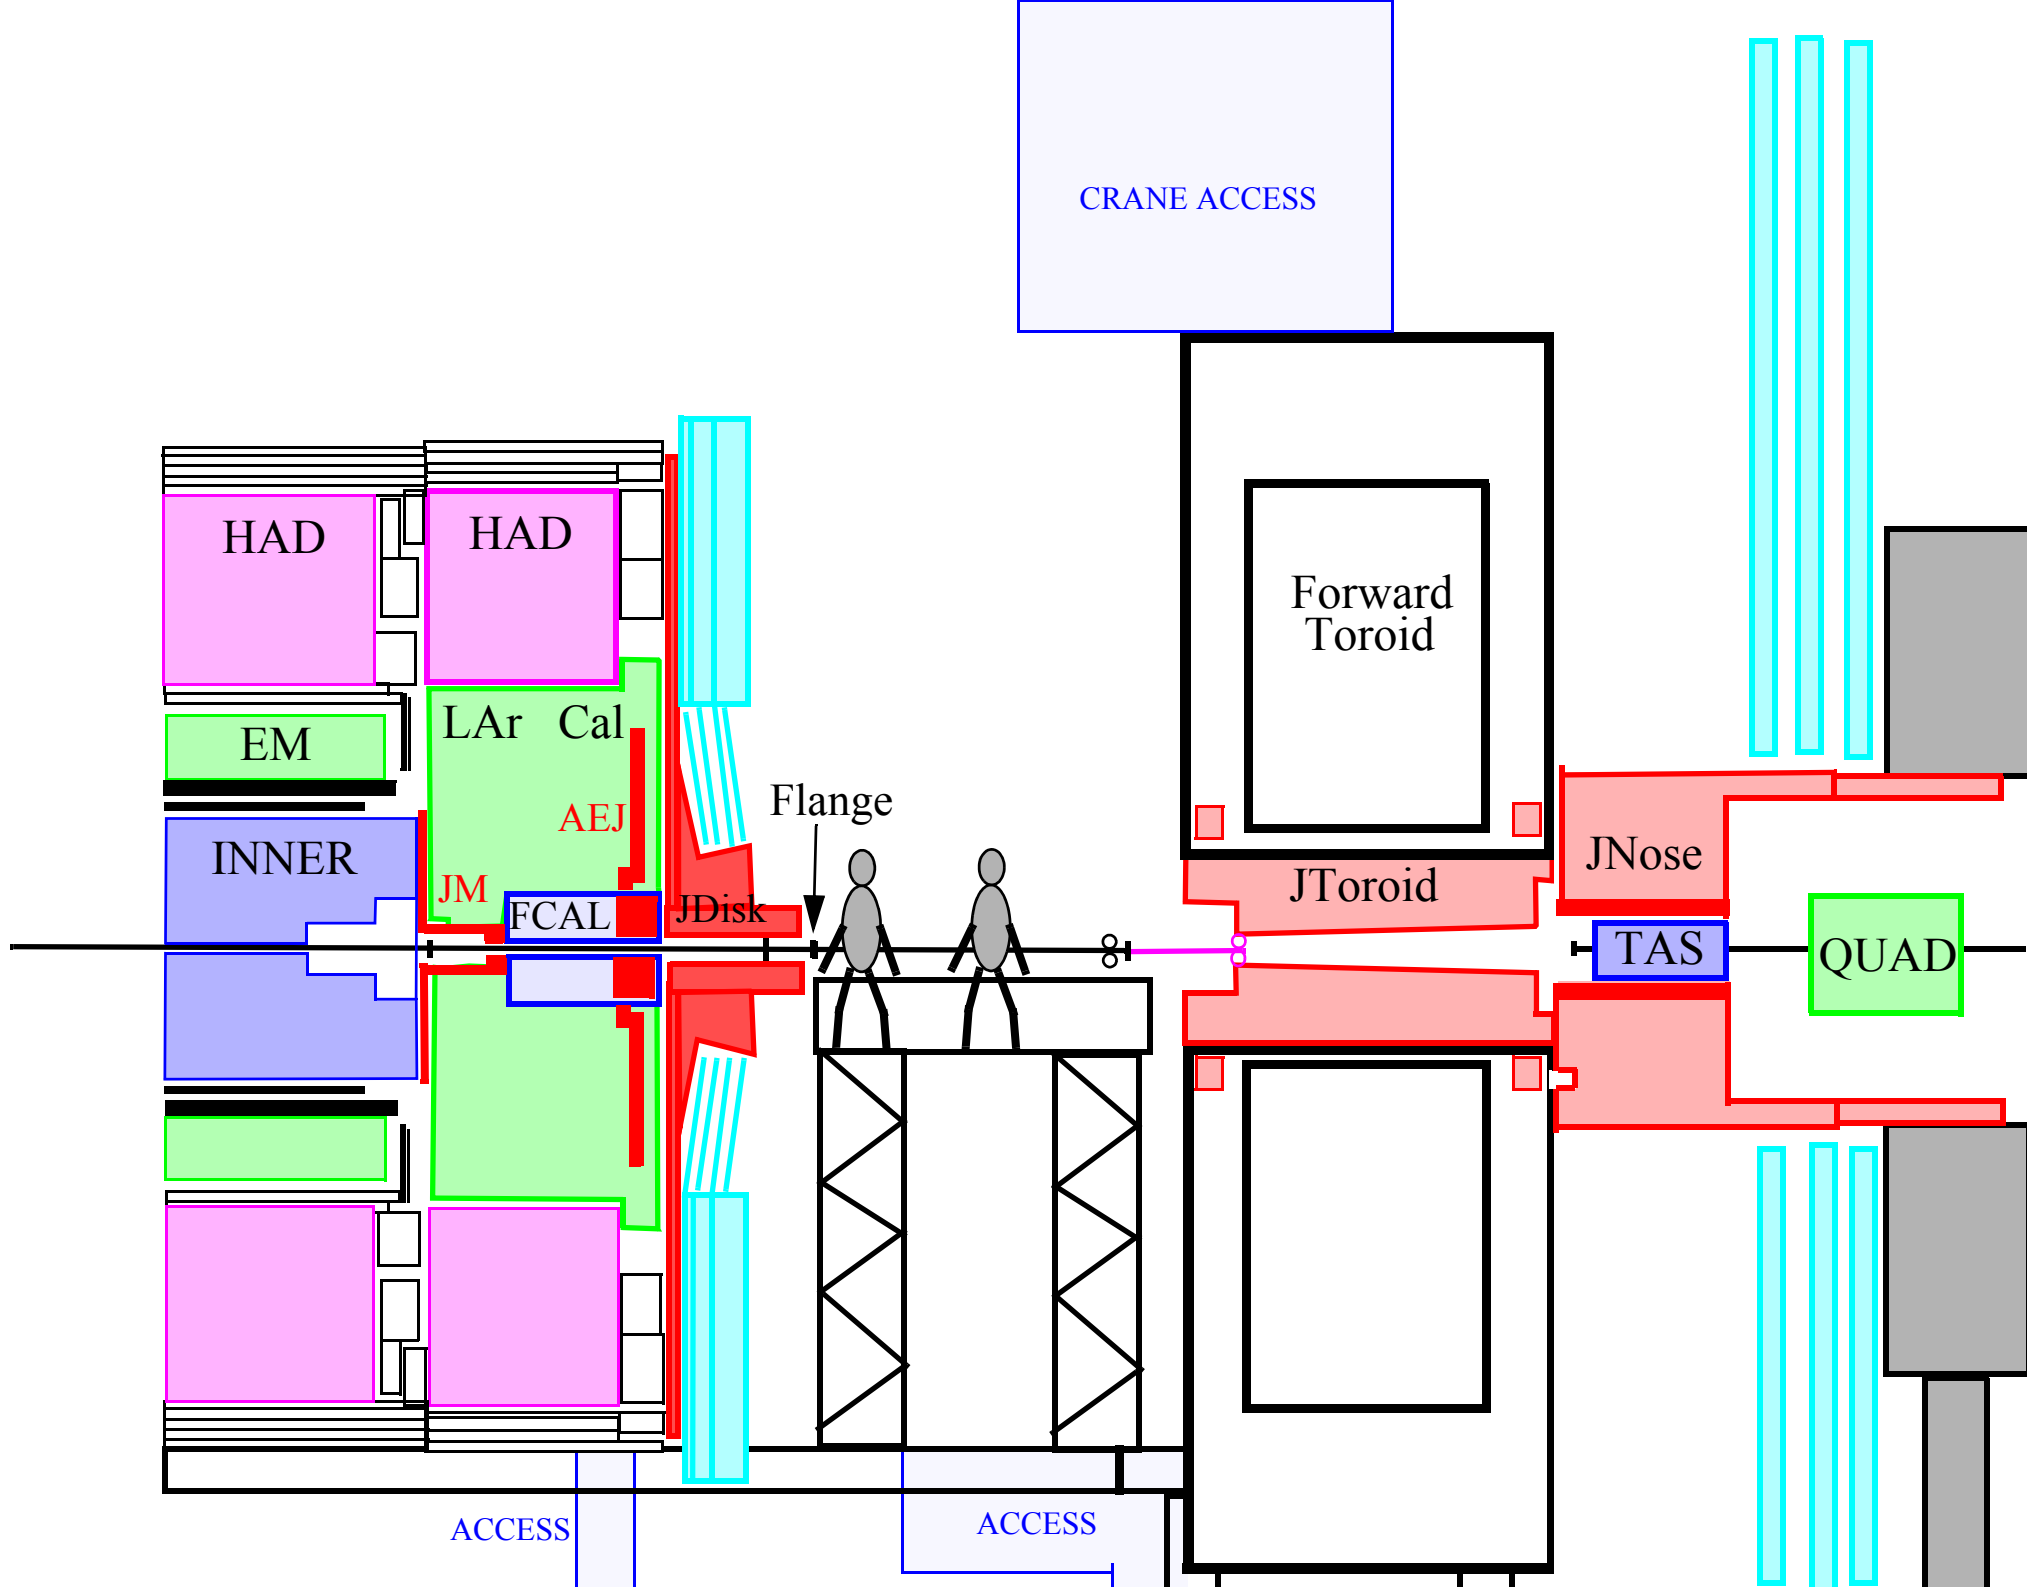 CRANE ACCESS
HAD
HAD
Forward
Toroid
LAr Cal
EM
AEJ
Flange
INNER
JM
FCAL
JDisk
JToroid
JNose
TAS
QUAD
ACCESS
ACCESS